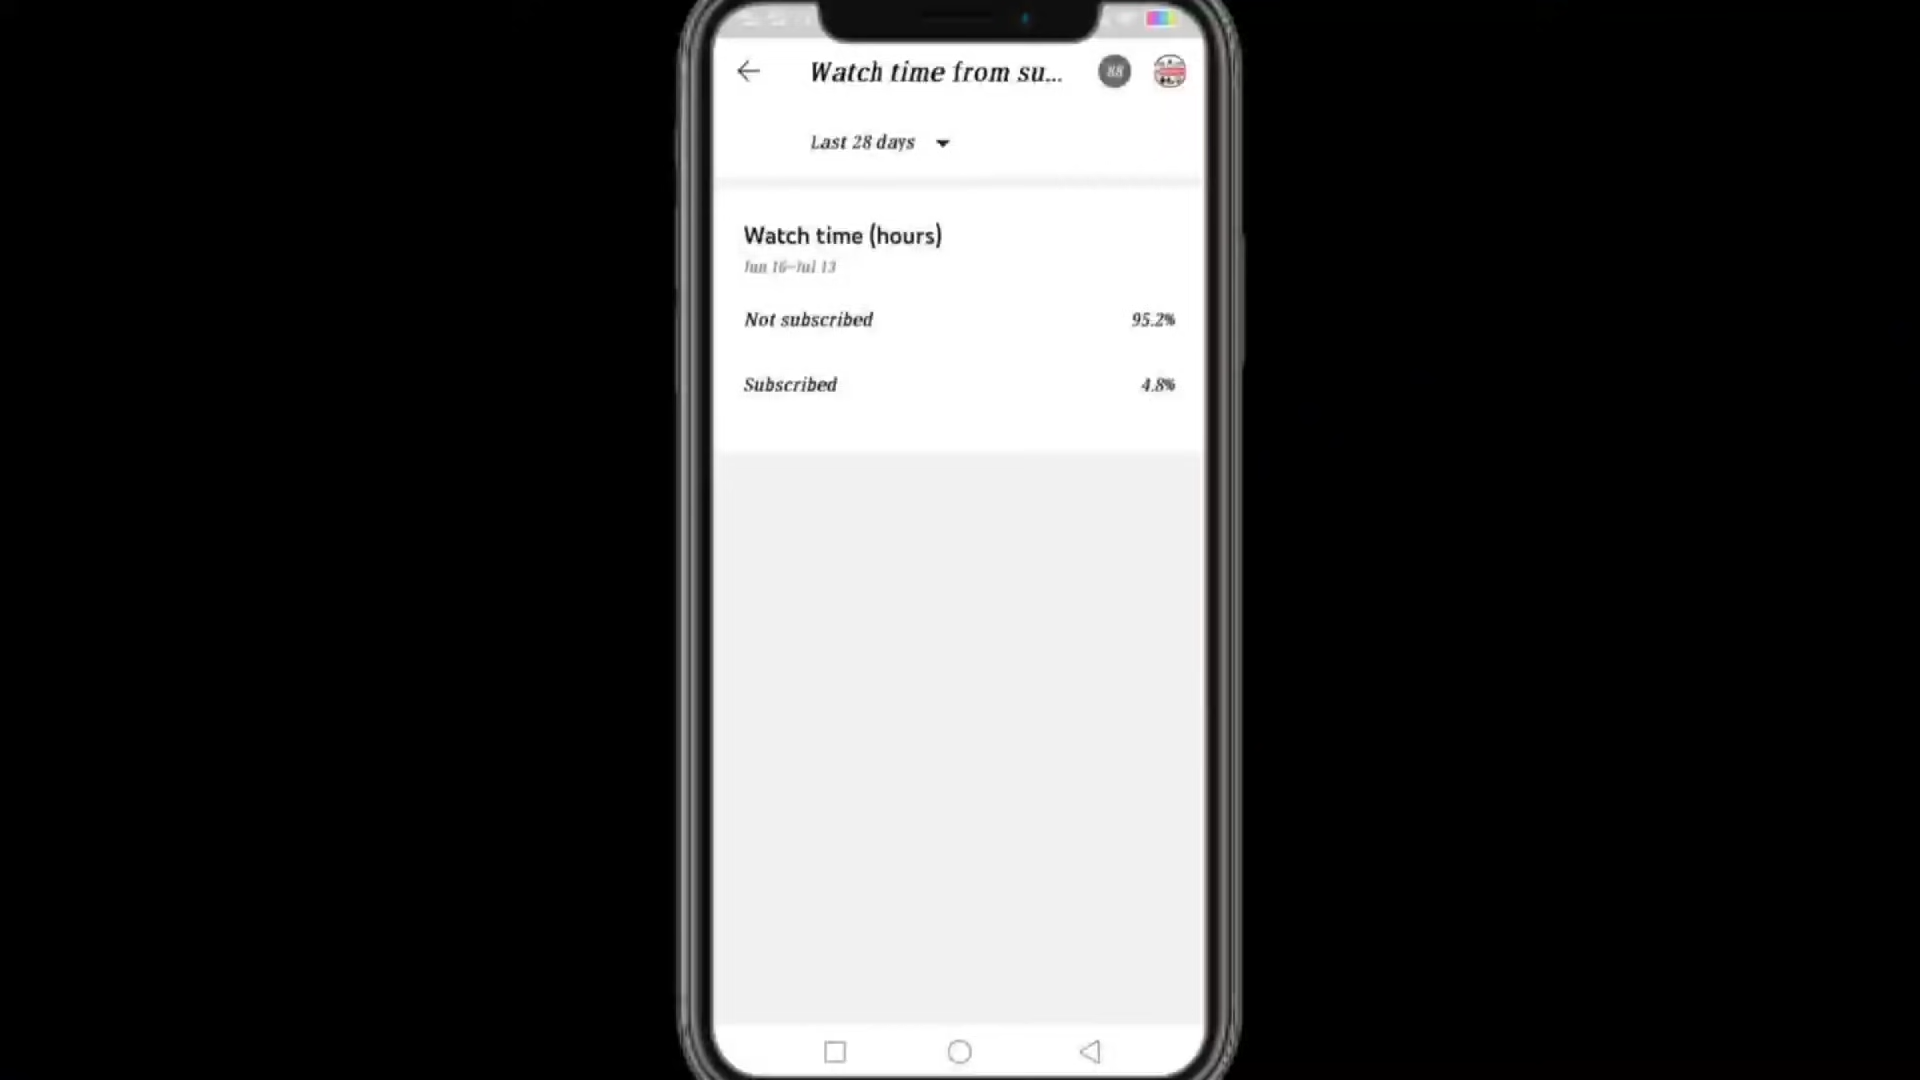 Watch time from su...
88
Last 28 days
Watch time (hours)
Jun 16–Jul 13
Not subscribed 95.2%
Subscribed 4.8%